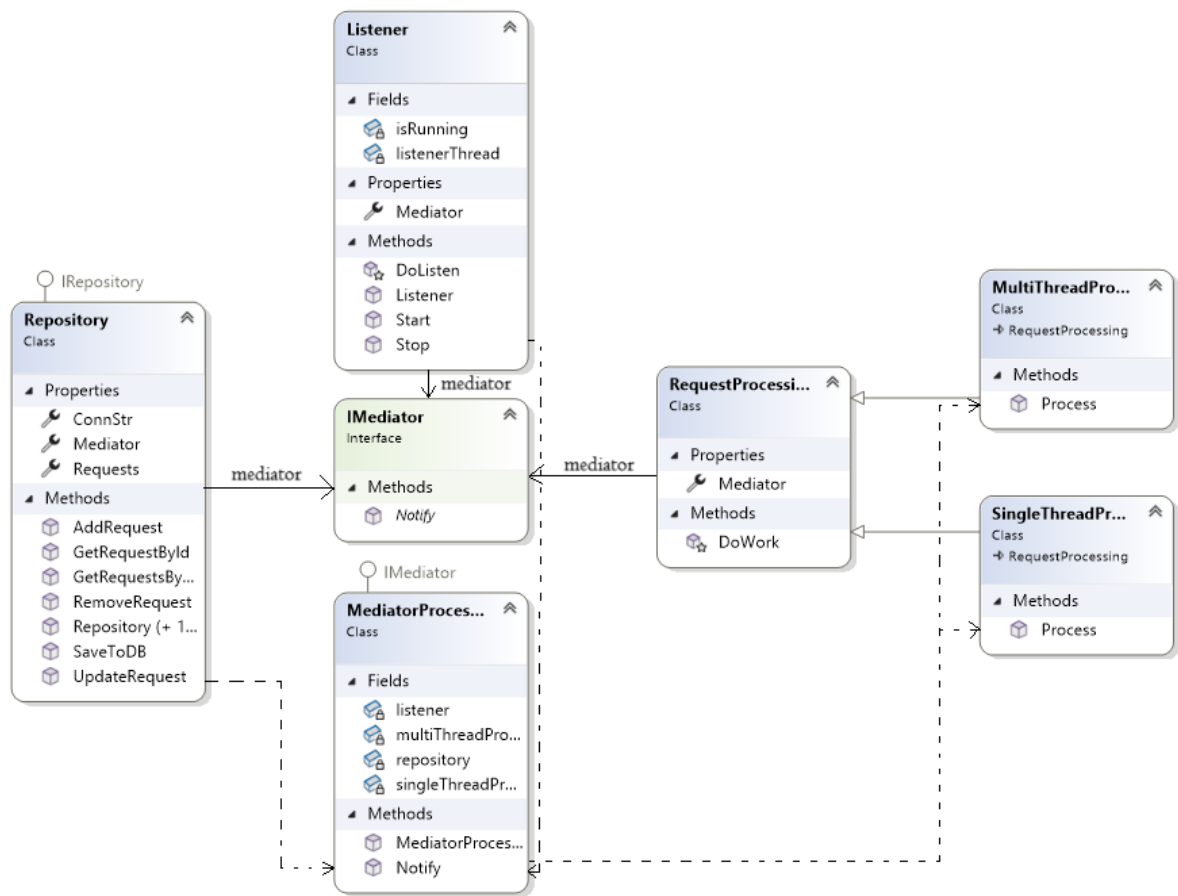 Listener
Class
Fields
isRunning
listenerThread
Properties
Mediator
Methods
DoListen
Listener
Start
Stop
mediator
IRepository
Repository
Class
Properties
ConnStr
Mediator
Requests
Methods
AddRequest
GetRequestById
GetRequestsBy...
RemoveRequest
Repository (+ 1...
SaveToDB
UpdateRequest
mediator
IMediator
Interface
Methods
Notify
IMediator
MediatorProces...
Class
Fields
listener
multiThreadPro...
repository
singleThreadPr...
Methods
MediatorProces...
Notify
mediator
RequestProcessi...
Class
Properties
Mediator
Methods
DoWork
MultiThreadPro...
Class
RequestProcessing
Methods
Process
SingleThreadPr...
Class
RequestProcessing
Methods
Process